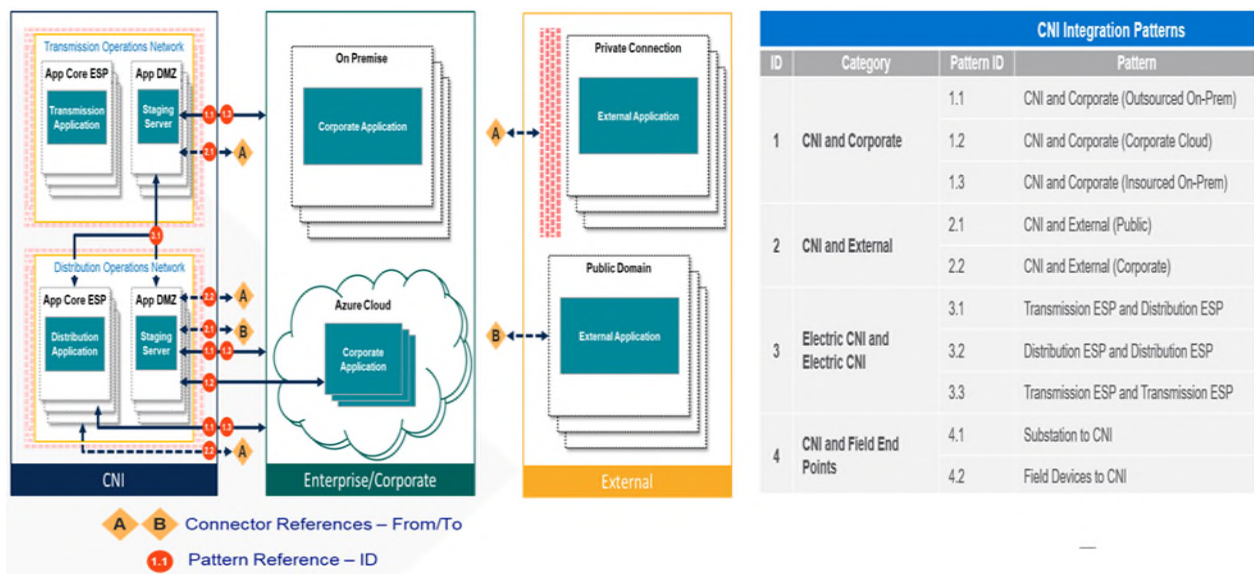 Transmission Operations Network
App Core ESP
App DMZ
Transmission
Application
Staging
Server
1.1
1.3
2.1
A
3.1
Distribution Operations Network
App Core ESP
App DMZ
Distribution
Application
Staging
Server
2.2
A
2.1
B
1.1
1.3
1.2
1.1
1.3
2.2
A
CNI
On Premise
Corporate Application
Azure Cloud
Corporate
Application
Enterprise/Corporate
Private Connection
External Application
A
Public Domain
External Application
B
External
A B Connector References – From/To
1.1 Pattern Reference – ID
CNI Integration Patterns
ID Category Pattern ID Pattern
1 CNI and Corporate
1.1 CNI and Corporate (Outsourced On-Prem)
1.2 CNI and Corporate (Corporate Cloud)
1.3 CNI and Corporate (Insourced On-Prem)
2 CNI and External
2.1 CNI and External (Public)
2.2 CNI and External (Corporate)
3 Electric CNI and
Electric CNI
3.1 Transmission ESP and Distribution ESP
3.2 Distribution ESP and Distribution ESP
3.3 Transmission ESP and Transmission ESP
4 CNI and Field End
Points
4.1 Substation to CNI
4.2 Field Devices to CNI